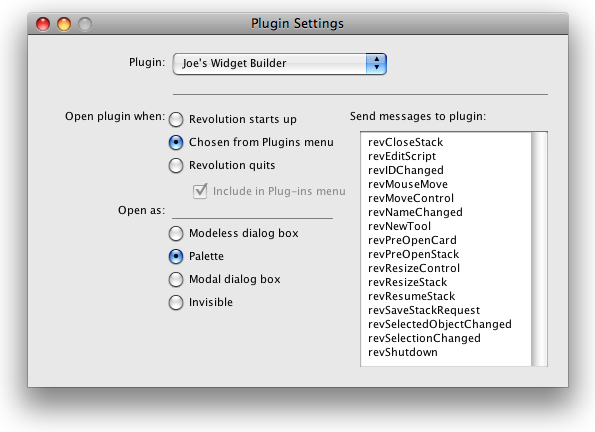 Plugin Settings
Plugin: Joe's Widget Builder
Open plugin when:
Revolution starts up
Chosen from Plugins menu
Revolution quits
Include in Plug-ins menu
Open as:
Modeless dialog box
Palette
Modal dialog box
Invisible
Send messages to plugin:
revCloseStack
revEditScript
revIDChanged
revMouseMove
revMoveControl
revNameChanged
revNewTool
revPreOpenCard
revPreOpenStack
revResizeControl
revResizeStack
revResumeStack
revSaveStackRequest
revSelectedObjectChanged
revSelectionChanged
revShutdown